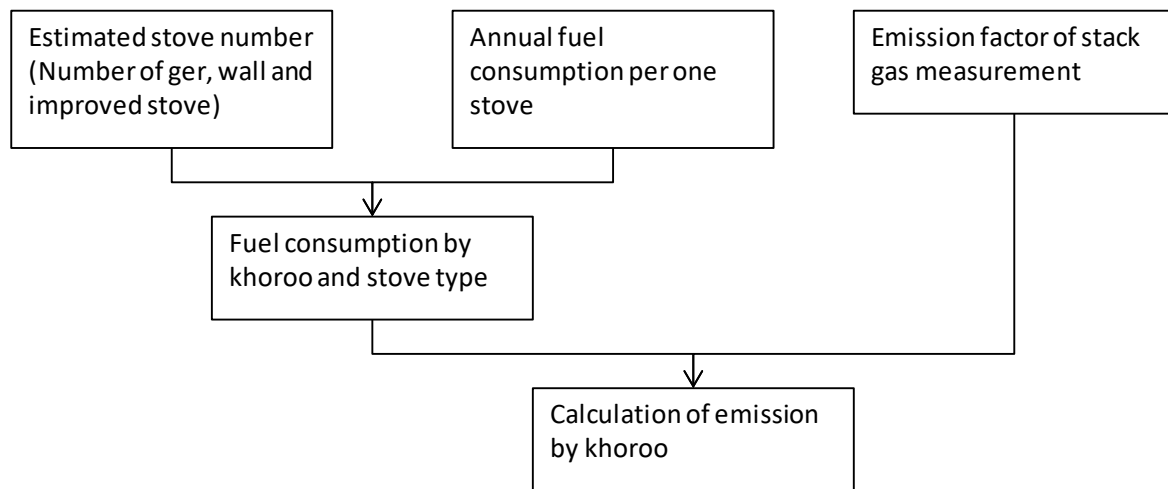 Estimated stove number
(Number of ger, wall and
improved stove)
Annual fuel
consumption per one
stove
Emission factor of stack
gas measurement
Fuel consumption by
khoroo and stove type
Calculation of emission
by khoroo